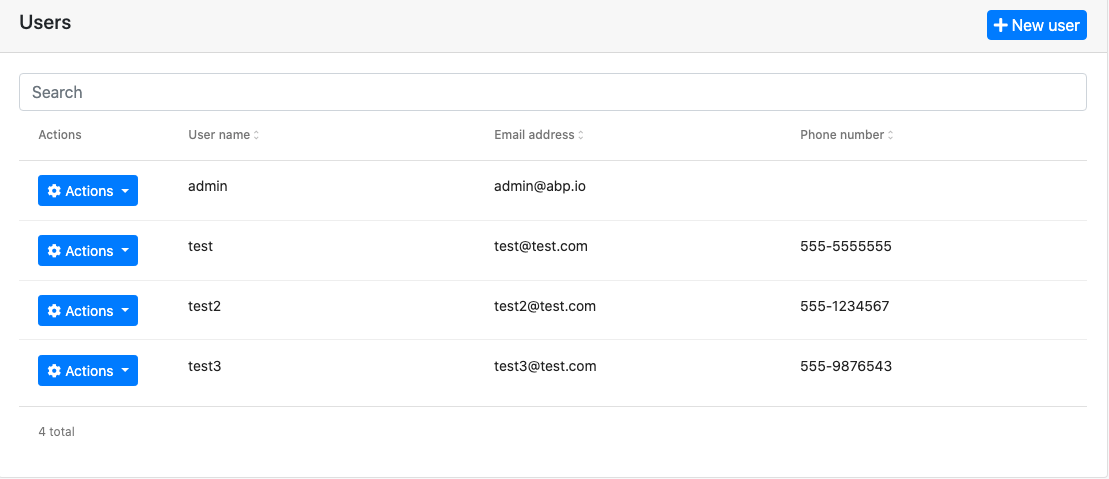 Users
New user
Search
Actions User name Email address Phone number
Actions admin admin@abp.io
Actions test test@test.com 555-5555555
Actions test2 test2@test.com 555-1234567
Actions test3 test3@test.com 555-9876543
4 total